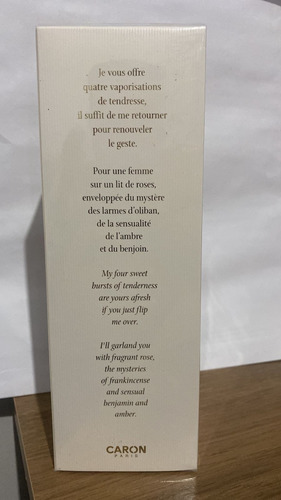 Je vous offre
quatre vaporisations
de tendresse,
il suffit de me retourner
pour renouveler
le geste.
Pour une femme
sur un lit de roses,
enveloppée du mystère
des larmes d'oliban,
de la sensualité
de l'ambre
et du benjoin.
My four sweet
bursts of tenderness
are yours afresh
if you just flip
me over.
I'll garland you
with fragrant rose,
the mysteries
of frankincense
and sensual
benjamin and
amber.
CARON
PARIS